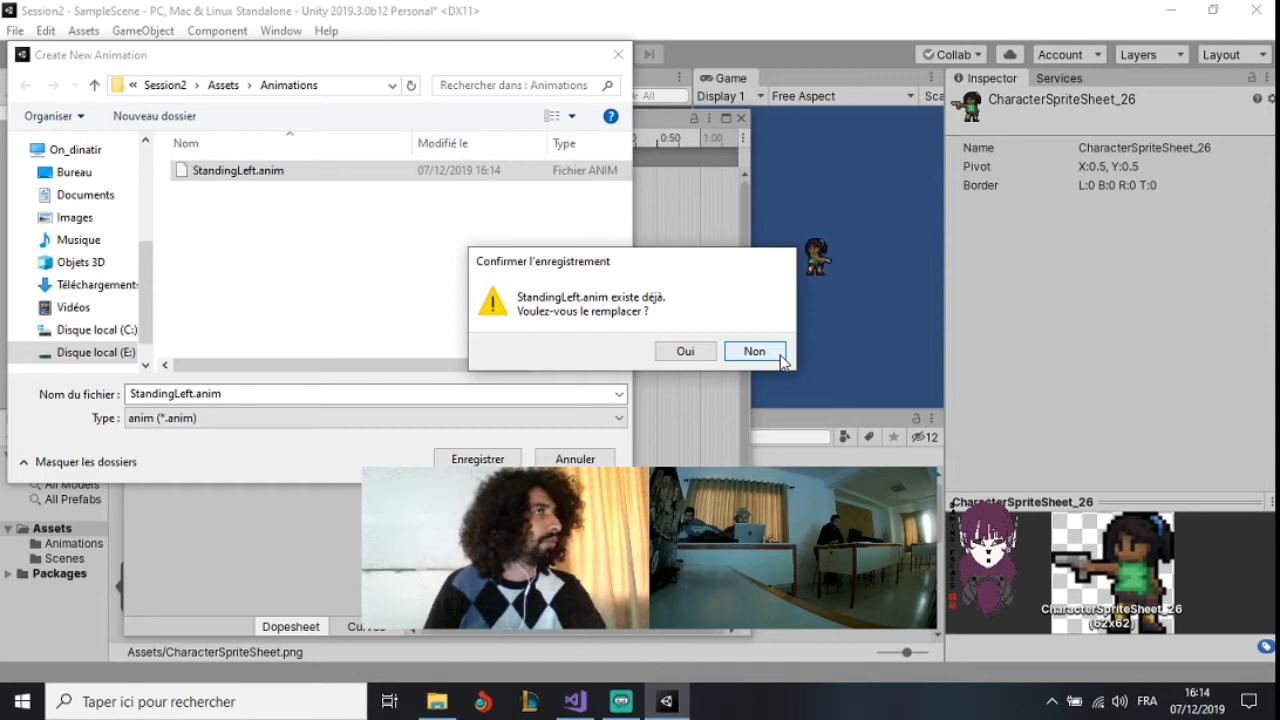 Session2 - SampleScene - PC, Mac & Linux Standalone - Unity 2019.3.0b12 Personal* <DX11>
File Edit Assets GameObject Component Window Help
Create New Animation
Collab Account Layers Layout
« Session2 > Assets > Animations
Rechercher dans : Animations
All
Game
Display 1 Free Aspect Sca
Inspector Services
CharacterSpriteSheet_26
Organiser Nouveau dossier
0:50 1:00
Nom Modifié le Type
StandingLeft.anim 07/12/2019 16:14 Fichier ANIM
On_dinatir
Bureau
Documents
Images
Musique
Objets 3D
Téléchargements
Vidéos
Disque local (C:)
Disque local (E:)
Name CharacterSpriteSheet_26
Pivot X:0.5, Y:0.5
Border L:0 B:0 R:0 T:0
Confirmer l'enregistrement
StandingLeft.anim existe déjà.
Voulez-vous le remplacer ?
Oui Non
Nom du fichier : StandingLeft.anim
Type : anim (*.anim)
Masquer les dossiers
Enregistrer Annuler
12
All Models
All Prefabs
Assets
Animations
Scenes
Packages
Dopesheet
Assets/CharacterSpriteSheet.png
CharacterSpriteSheet_26
CharacterSpriteSheet_26
(62x62)
Taper ici pour rechercher
FRA
16:14
07/12/2019